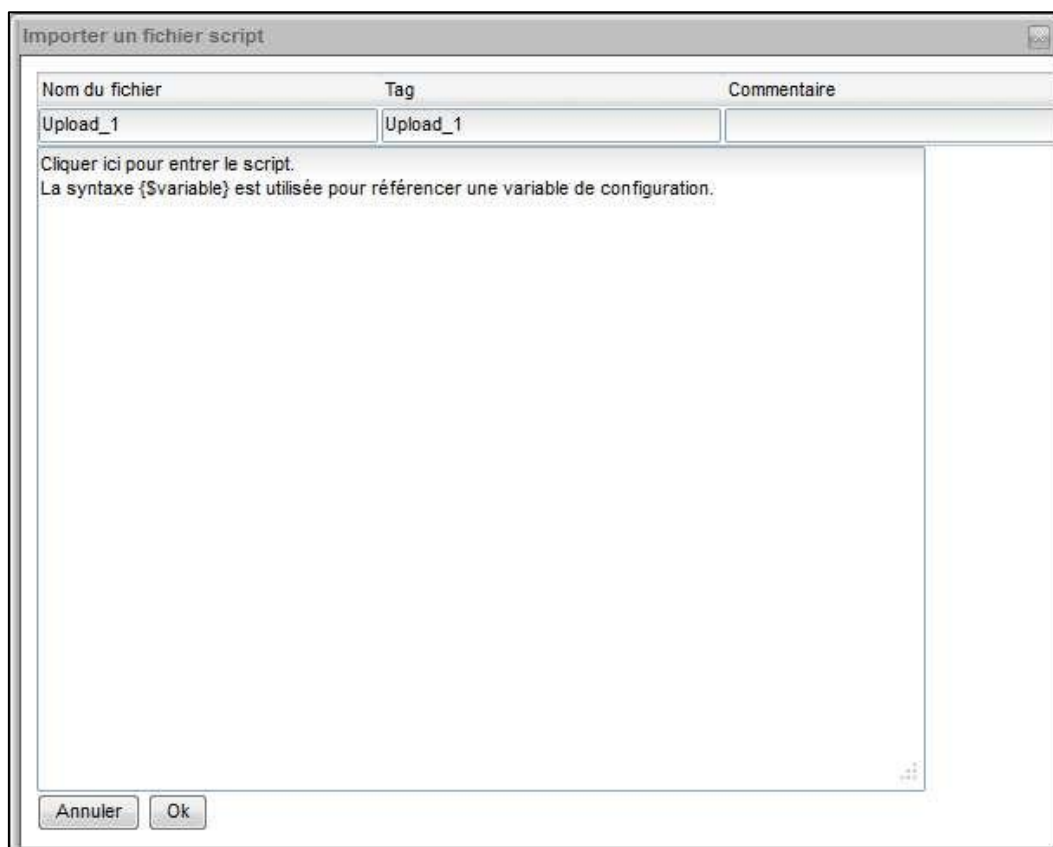 Importer un fichier script
Nom du fichier Tag Commentaire
Upload_1 Upload_1
Cliquer ici pour entrer le script.
La syntaxe {$variable} est utilisée pour référencer une variable de configuration.
Annuler Ok